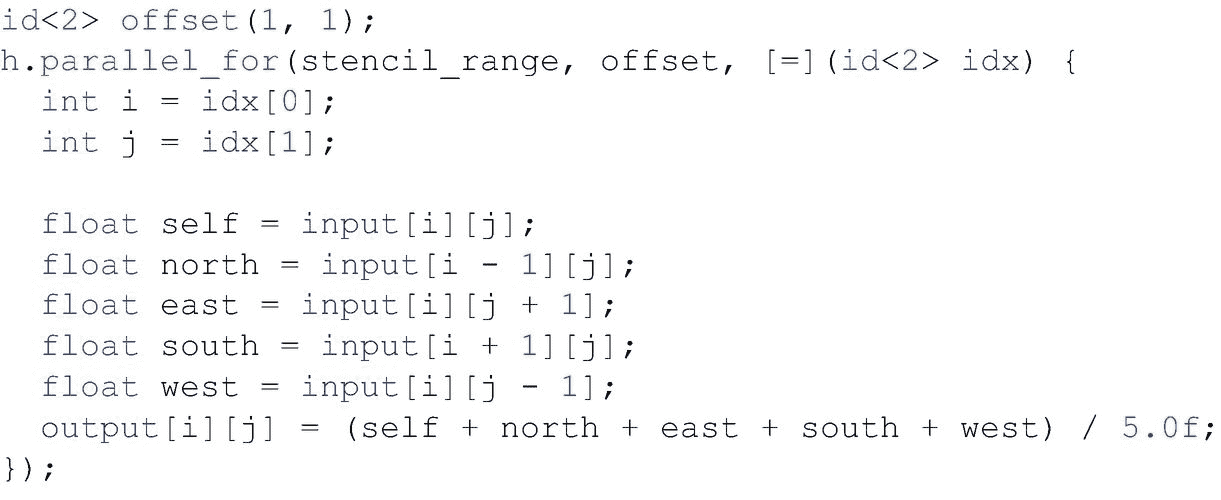 id<2> offset(1, 1);
h.parallel_for(stencil_range, offset, [=](id<2> idx) {
  int i = idx[0];
  int j = idx[1];

  float self = input[i][j];
  float north = input[i - 1][j];
  float east = input[i][j + 1];
  float south = input[i + 1][j];
  float west = input[i][j - 1];
  output[i][j] = (self + north + east + south + west) / 5.0f;
});